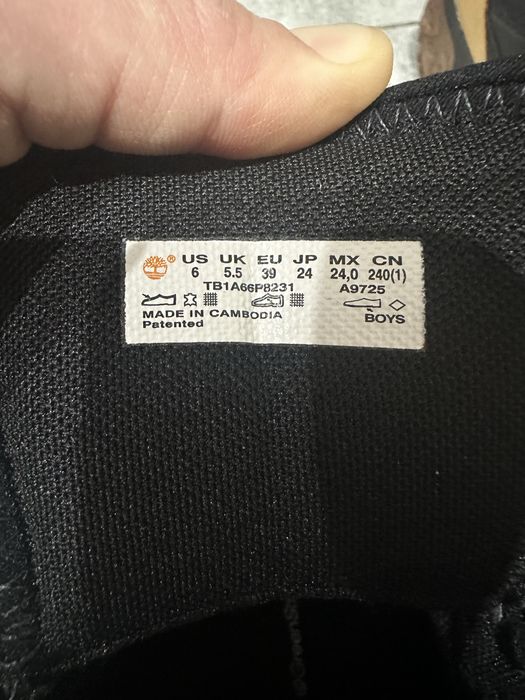 ® US UK EU JP MX CN
6 5.5 39 24 24,0 240(1)
TB1A66P8231 A9725
MADE IN CAMBODIA
Patented
BOYS